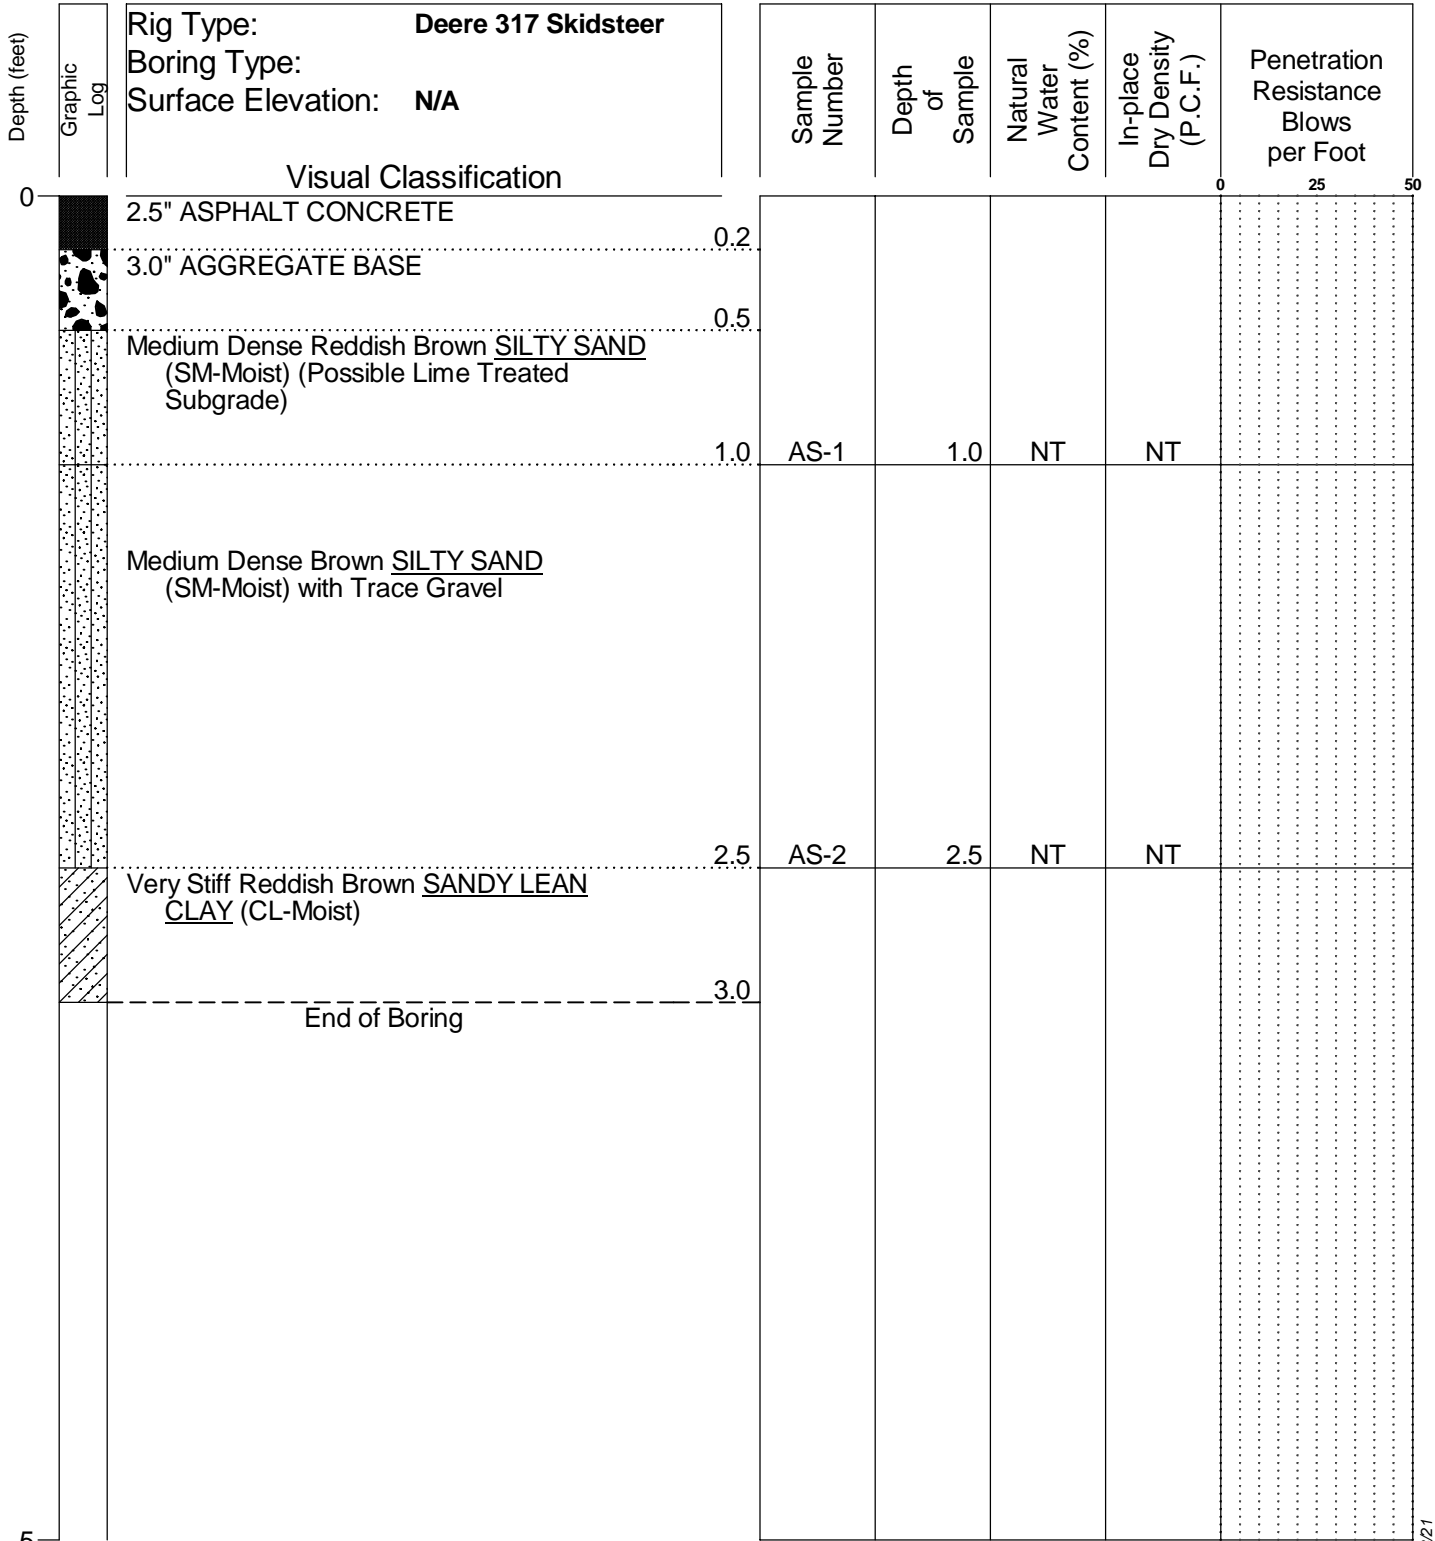 Depth (feet)
Graphic
Log
Rig Type: Deere 317 Skidsteer
Boring Type:
Surface Elevation: N/A
Visual Classification
Sample
Number
Depth
of
Sample
Natural
Water
Content (%)
In-place
Dry Density
(P.C.F.)
Penetration
Resistance
Blows
per Foot
0 25 50
0
2.5" ASPHALT CONCRETE
0.2
3.0" AGGREGATE BASE
0.5
Medium Dense Reddish Brown SILTY SAND
(SM-Moist) (Possible Lime Treated
Subgrade)
1.0 AS-1 1.0 NT NT
Medium Dense Brown SILTY SAND
(SM-Moist) with Trace Gravel
2.5 AS-2 2.5 NT NT
Very Stiff Reddish Brown SANDY LEAN
CLAY (CL-Moist)
3.0
End of Boring
5